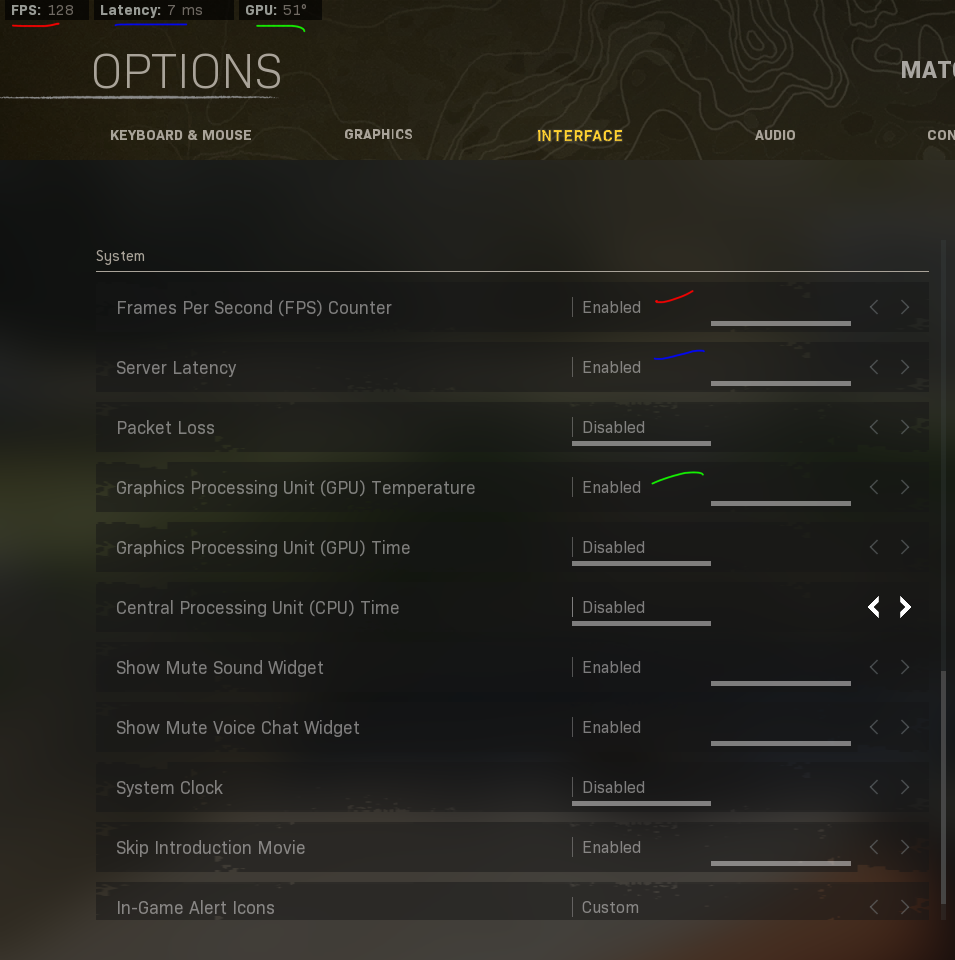 FPS: 128 Latency: 7 ms GPU: 51°
OPTIONS
KEYBOARD & MOUSE GRAPHICS INTERFACE AUDIO
System
Frames Per Second (FPS) Counter Enabled
Server Latency Enabled
Packet Loss Disabled
Graphics Processing Unit (GPU) Temperature Enabled
Graphics Processing Unit (GPU) Time Disabled
Central Processing Unit (CPU) Time Disabled
Show Mute Sound Widget Enabled
Show Mute Voice Chat Widget Enabled
System Clock Disabled
Skip Introduction Movie Enabled
In-Game Alert Icons Custom